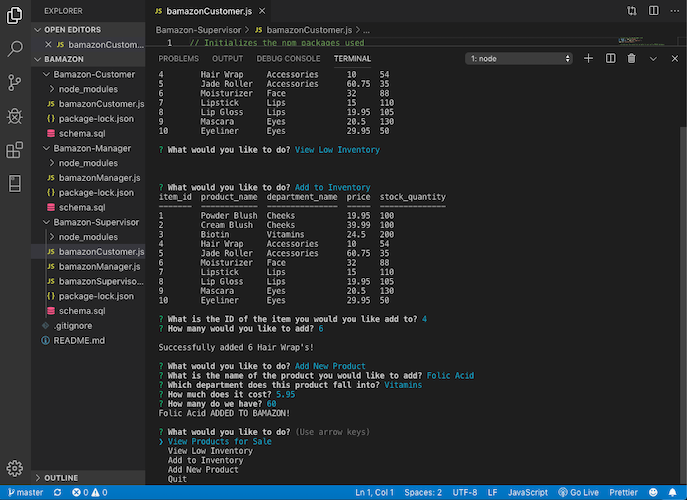 EXPLORER
OPEN EDITORS
JS bamazonCustom...
BAMAZON
Bamazon-Customer
node_modules
JS bamazonCustomer.js
{} package-lock.json
schema.sql
Bamazon-Manager
node_modules
JS bamazonManager.js
{} package-lock.json
schema.sql
Bamazon-Supervisor
node_modules
JS bamazonCustomer.js
JS bamazonManager.js
JS bamazonSuperviso...
{} package-lock.json
schema.sql
.gitignore
README.md
OUTLINE
JS bamazonCustomer.js ×
Bamazon-Supervisor > JS bamazonCustomer.js > ...
1 // Initializes the npm packages used
PROBLEMS OUTPUT DEBUG CONSOLE TERMINAL 1: node
4 Hair Wrap Accessories 10 54
5 Jade Roller Accessories 60.75 35
6 Moisturizer Face 32 88
7 Lipstick Lips 15 110
8 Lip Gloss Lips 19.95 105
9 Mascara Eyes 20.5 130
10 Eyeliner Eyes 29.95 50
? What would you like to do? View Low Inventory
? What would you like to do? Add to Inventory
item_id product_name department_name price stock_quantity
1 Powder Blush Cheeks 19.95 100
2 Cream Blush Cheeks 39.99 100
3 Biotin Vitamins 24.5 200
4 Hair Wrap Accessories 10 54
5 Jade Roller Accessories 60.75 35
6 Moisturizer Face 32 88
7 Lipstick Lips 15 110
8 Lip Gloss Lips 19.95 105
9 Mascara Eyes 20.5 130
10 Eyeliner Eyes 29.95 50
? What is the ID of the item you would you like add to? 4
? How many would you like to add? 6
Successfully added 6 Hair Wrap's!
? What would you like to do? Add New Product
? What is the name of the product you would like to add? Folic Acid
? Which department does this product fall into? Vitamins
? How much does it cost? 5.95
? How many do we have? 60
Folic Acid ADDED TO BAMAZON!
? What would you like to do? (Use arrow keys)
❯ View Products for Sale
View Low Inventory
Add to Inventory
Add New Product
Quit
master 0 0 Ln 1, Col 1 Spaces: 2 UTF-8 LF JavaScript Go Live Prettier